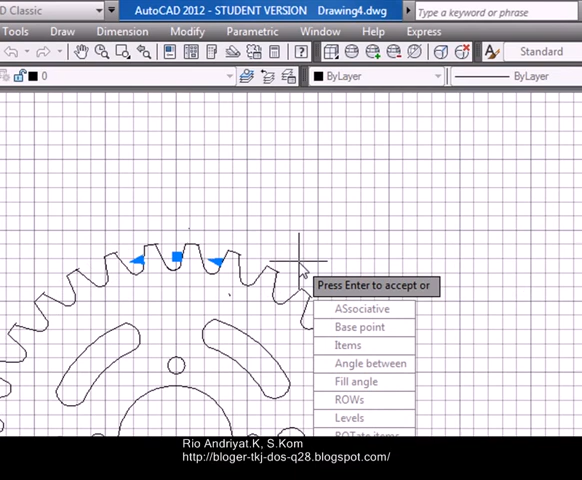 D Classic
AutoCAD 2012 - STUDENT VERSION Drawing4.dwg
Type a keyword or phrase
Tools Draw Dimension Modify Parametric Window Help Express
Standard
0
ByLayer
ByLayer
Press Enter to accept or
ASsociative
Base point
Items
Angle between
Fill angle
ROWs
Levels
ROTate items
Rio Andriyat.K, S.Kom
http://bloger-tkj-dos-q28.blogspot.com/